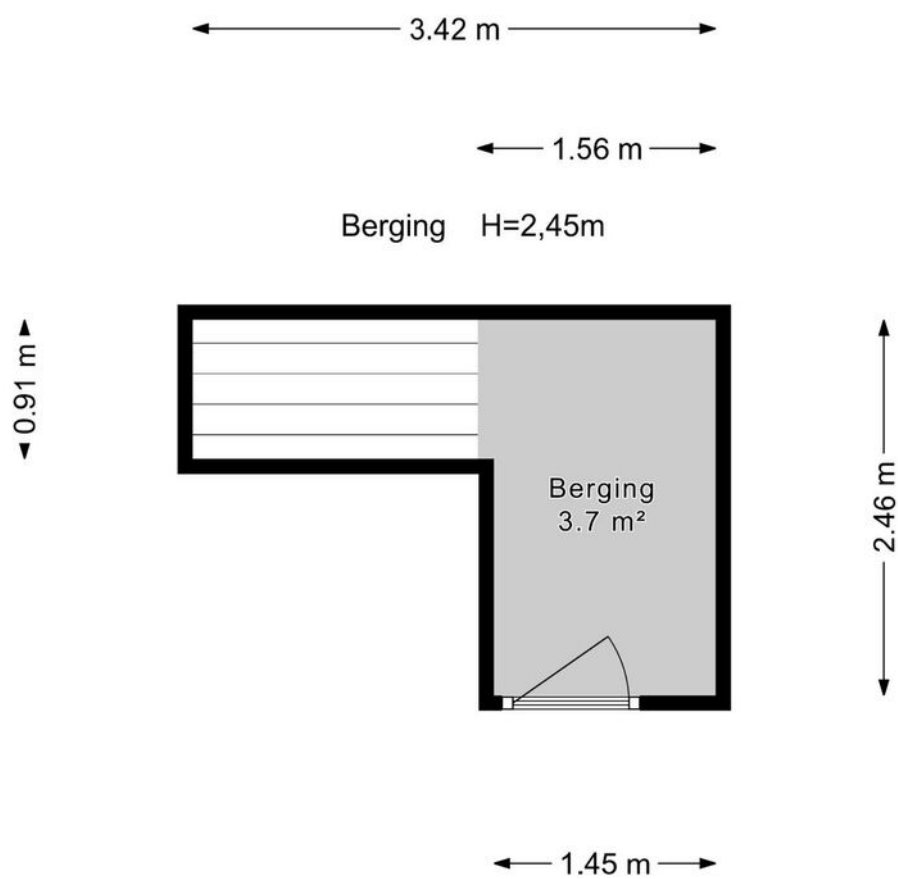 3.42 m
1.56 m
Berging H=2,45m
0.91 m
Berging
3.7 m²
2.46 m
1.45 m